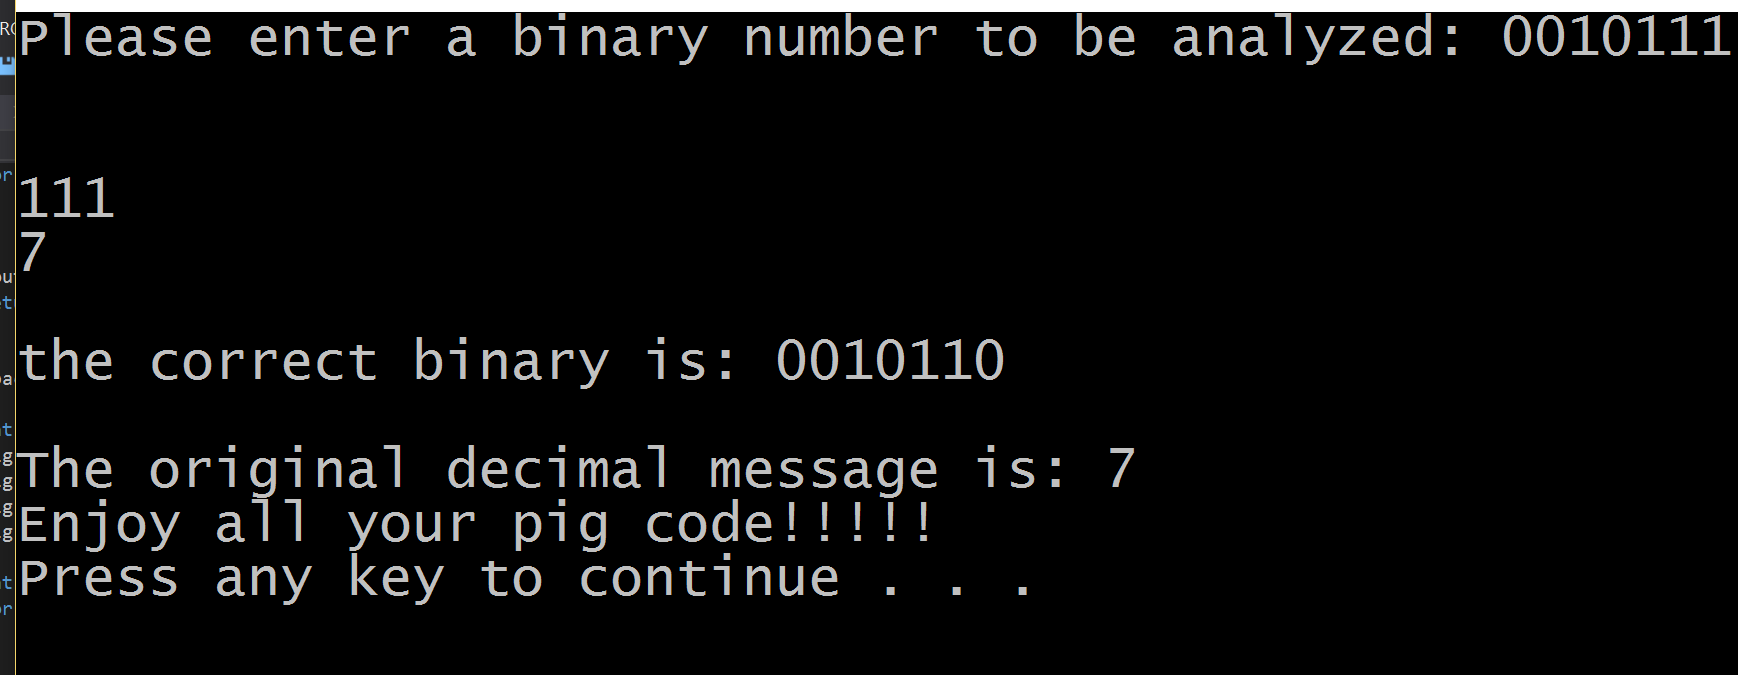 Please enter a binary number to be analyzed: 0010111
111
7
the correct binary is: 0010110
The original decimal message is: 7
Enjoy all your pig code!!!!!
Press any key to continue . . .